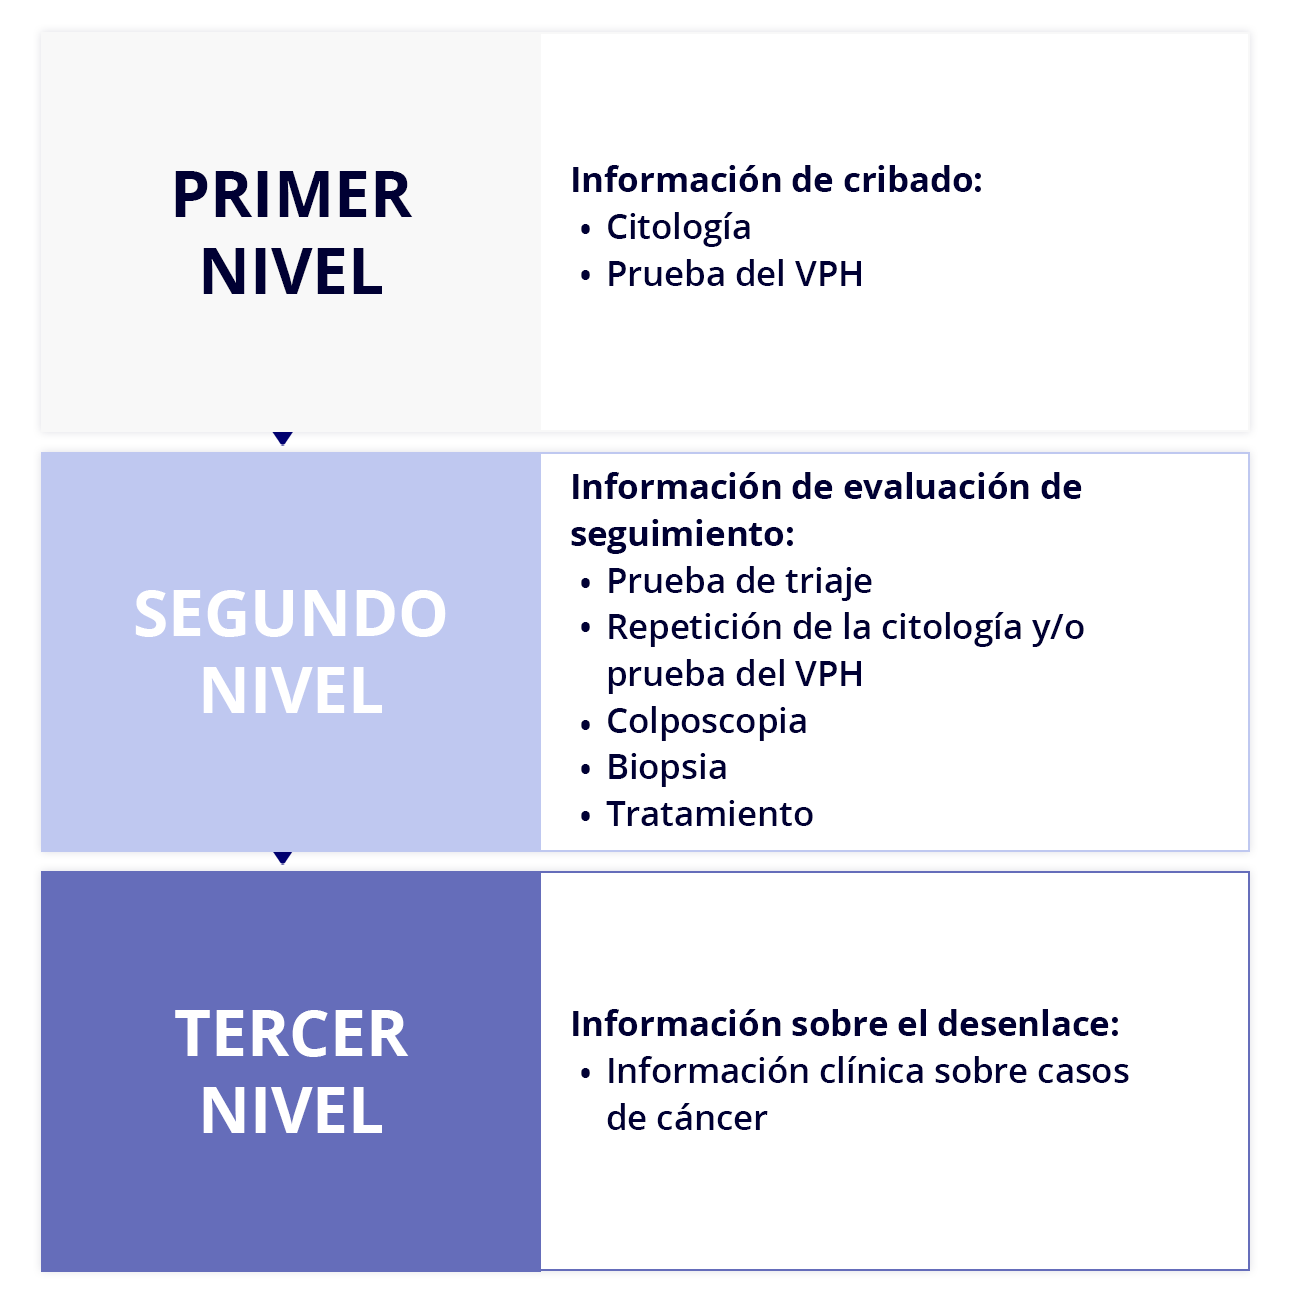 PRIMER
NIVEL
Información de cribado:
• Citología
• Prueba del VPH
SEGUNDO
NIVEL
Información de evaluación de
seguimiento:
• Prueba de triaje
• Repetición de la citología y/o
prueba del VPH
• Colposcopia
• Biopsia
• Tratamiento
TERCER
NIVEL
Información sobre el desenlace:
• Información clínica sobre casos
de cáncer